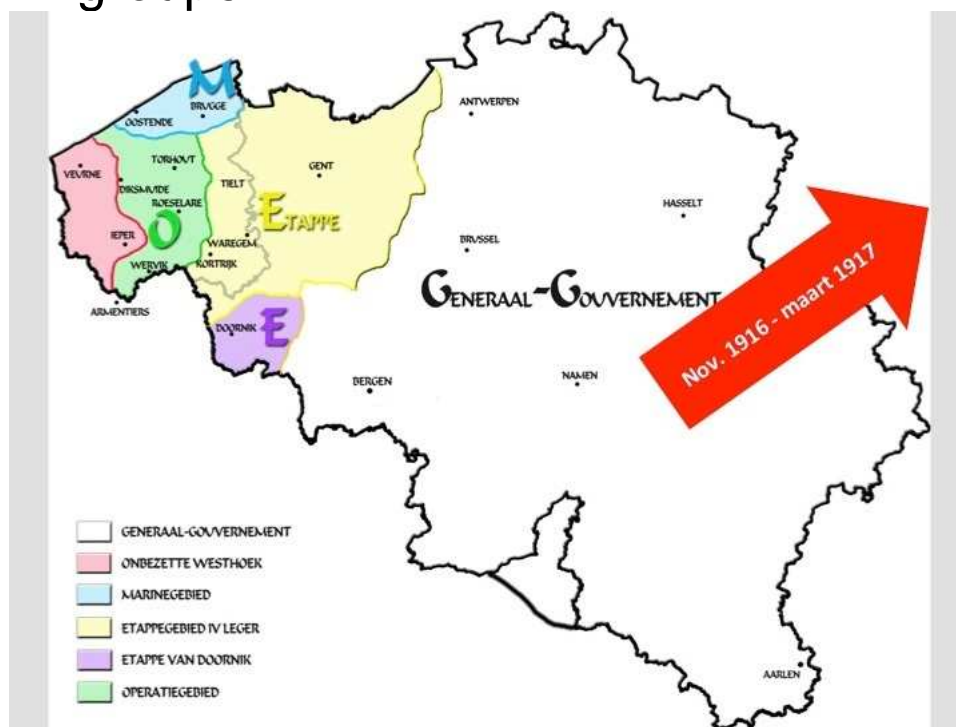 groups
M
BRUGGE
OOSTENDE
ANTWERPEN
VEURNE
TORHOUT
DIKSMUIDE
ROESELARE
TIELT
GENT
HASSELT
O
ETAPPE
IEPER
WAREGEM
BRUSSEL
WERVIK
KORTRIJK
GENERAAL-GOUVERNEMENT
ARMENTIERS
DOORNIK
E
Nov. 1916 - maart 1917
BERGEN
NAMEN
GENERAAL-GOUVERNEMENT
ONBEZETTE WESTHOEK
MARINEGEBIED
ETAPPEGEBIED IV LEGER
ETAPPE VAN DOORNIK
OPERATIEGEBIED
AARLEN